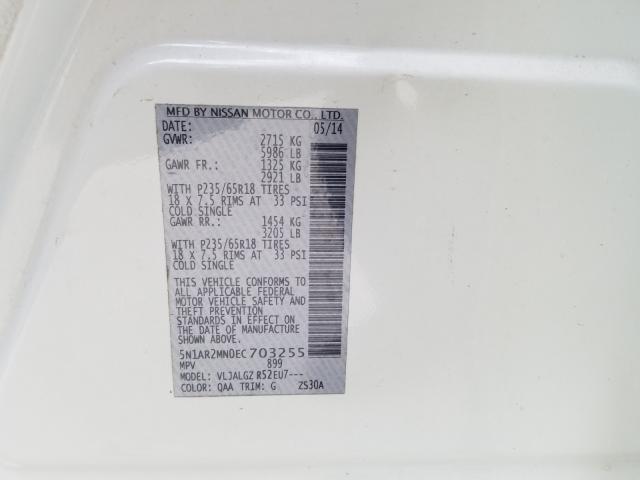 MFD BY NISSAN MOTOR CO., LTD.
DATE: 05/14
GVWR: 2715 KG
5986 LB
GAWR FR.: 1325 KG
2921 LB
WITH P235/65R18 TIRES
18 X 7.5 RIMS AT 33 PSI
COLD SINGLE
GAWR RR.: 1454 KG
3205 LB
WITH P235/65R18 TIRES
18 X 7.5 RIMS AT 33 PSI
COLD SINGLE
THIS VEHICLE CONFORMS TO
ALL APPLICABLE FEDERAL
MOTOR VEHICLE SAFETY AND
THEFT PREVENTION
STANDARDS IN EFFECT ON
THE DATE OF MANUFACTURE
SHOWN ABOVE.
5N1AR2MN0EC703255
MPV 899
MODEL: VLJALGZ R52EU7---
COLOR: QAA TRIM: G ZS30A